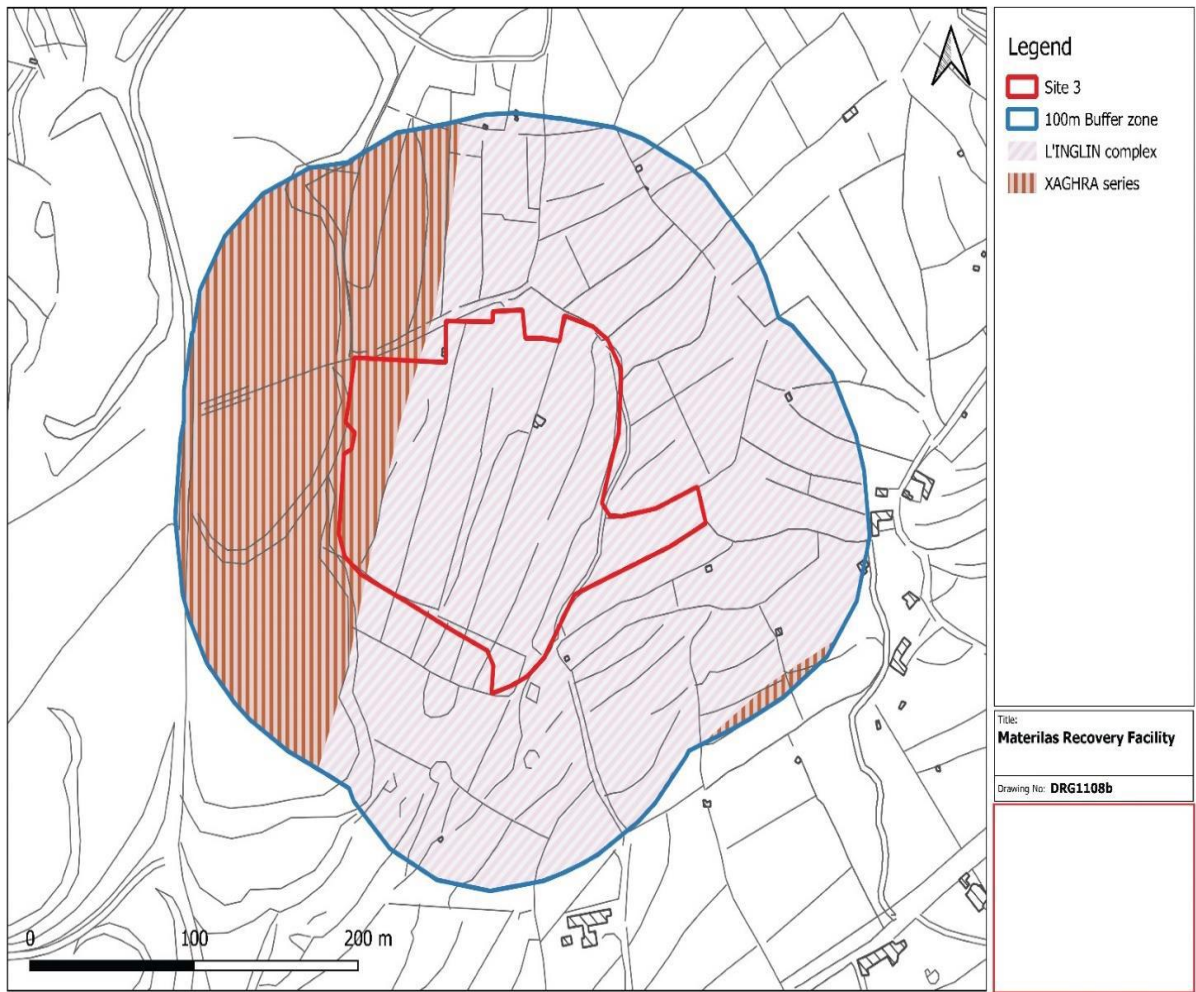 Legend
Site 3
100m Buffer zone
L'INGLIN complex
XAGHRA series
Title:
Materilas Recovery Facility
Drawing No: DRG1108b
0 100 200 m